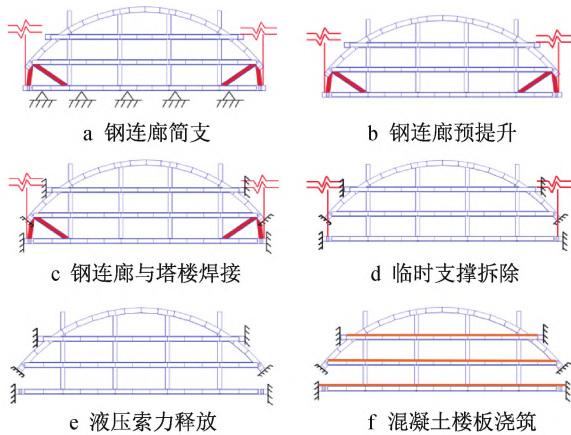 a 钢连廊简支
b 钢连廊预提升
c 钢连廊与塔楼焊接
d 临时支撑拆除
e 液压索力释放
f 混凝土楼板浇筑